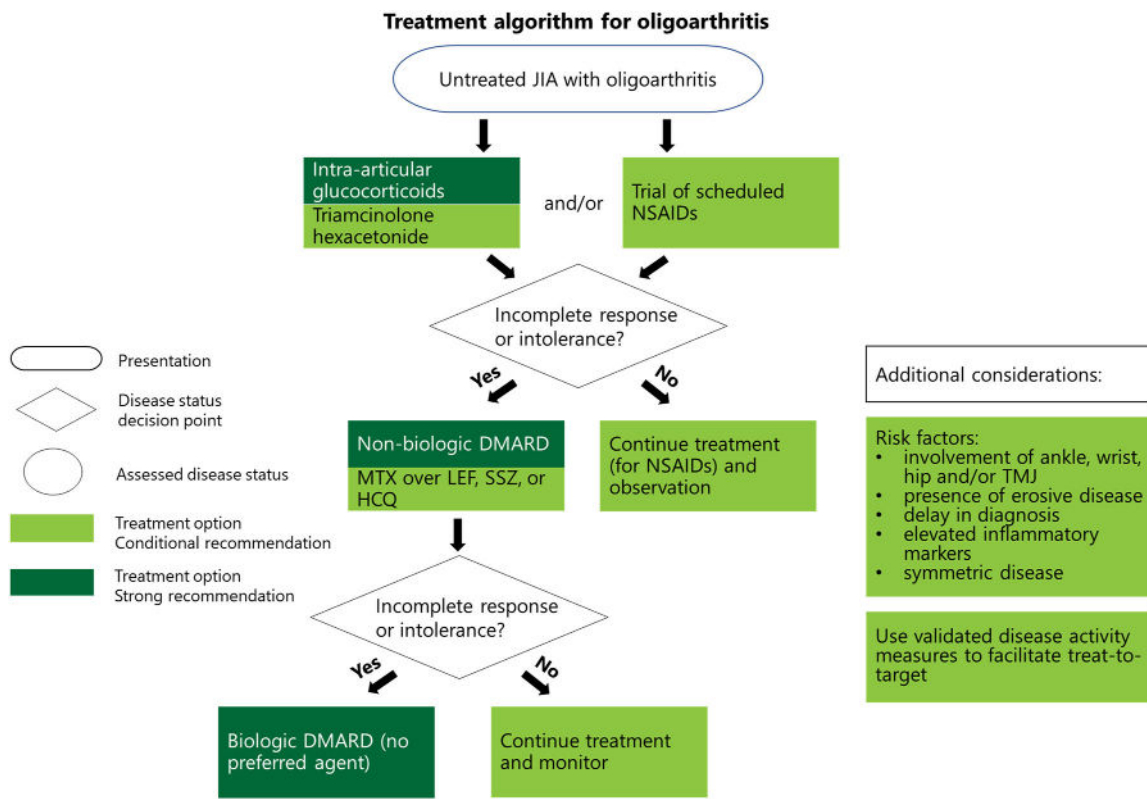 Treatment algorithm for oligoarthritis
Untreated JIA with oligoarthritis
Intra-articular
glucocorticoids
Triamcinolone
hexacetonide
and/or
Trial of scheduled
NSAIDs
Incomplete response
or intolerance?
Yes
No
Non-biologic DMARD
MTX over LEF, SSZ, or
HCQ
Continue treatment
(for NSAIDs) and
observation
Incomplete response
or intolerance?
Yes
No
Biologic DMARD (no
preferred agent)
Continue treatment
and monitor
Presentation
Disease status
decision point
Assessed disease status
Treatment option
Conditional recommendation
Treatment option
Strong recommendation
Additional considerations:
Risk factors:
• involvement of ankle, wrist,
hip and/or TMJ
• presence of erosive disease
• delay in diagnosis
• elevated inflammatory
markers
• symmetric disease
Use validated disease activity
measures to facilitate treat-to-
target